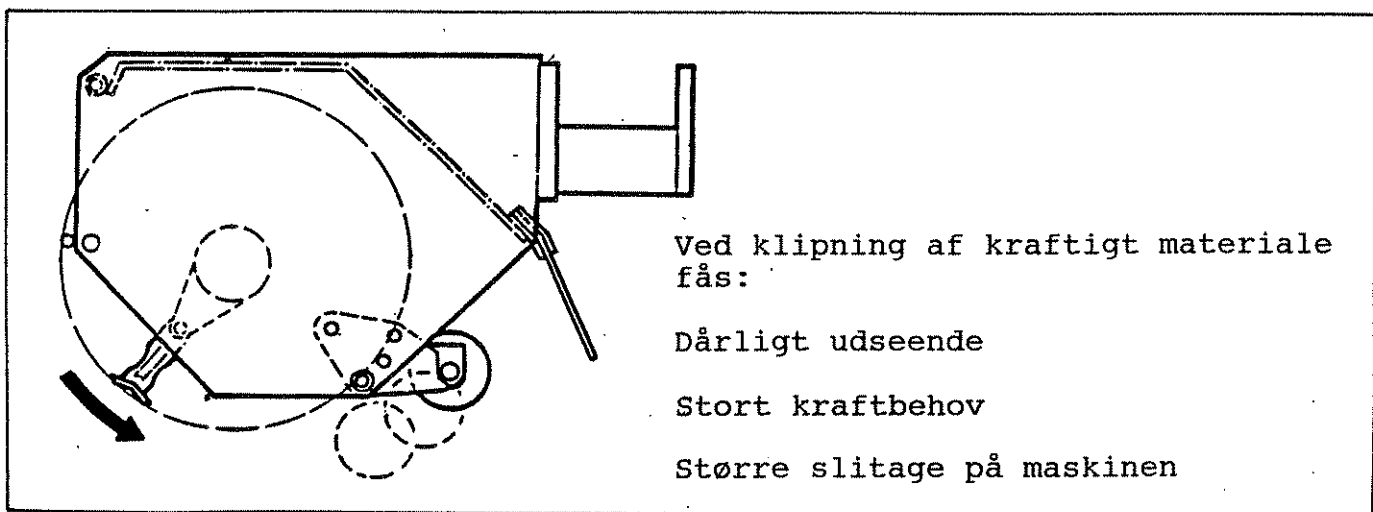 Ved klipning af kraftigt materiale
fås:
Dårligt udseende
Stort kraftbehov
Større slitage på maskinen